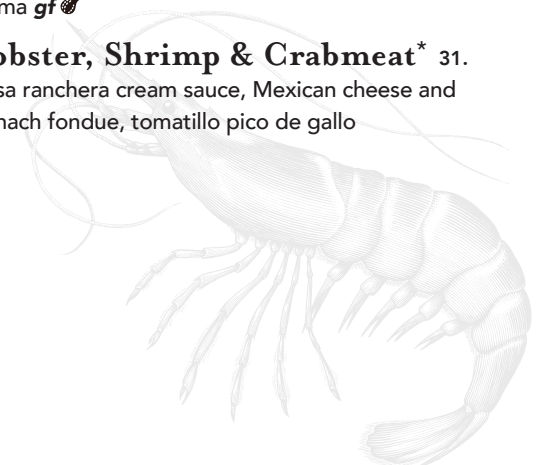 ma gf
obster, Shrimp & Crabmeat* 31.
sa ranchera cream sauce, Mexican cheese and
nach fondue, tomatillo pico de gallo